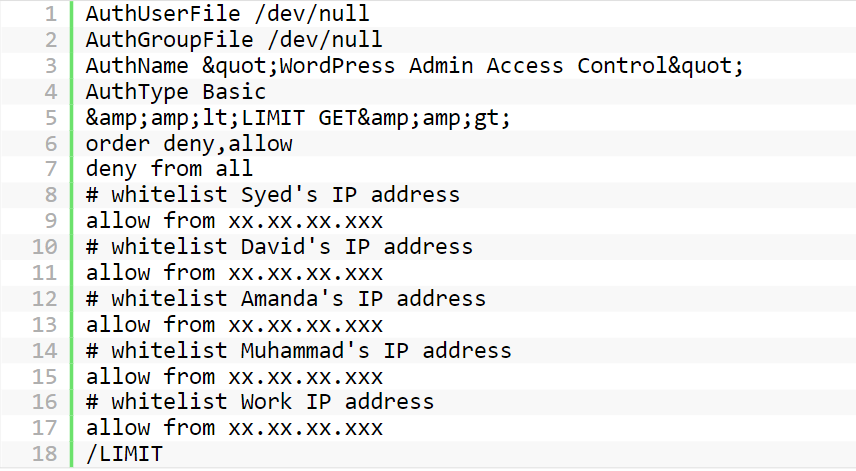 1 AuthUserFile /dev/null
2 AuthGroupFile /dev/null
3 AuthName &quot;WordPress Admin Access Control&quot;
4 AuthType Basic
5 &amp;amp;lt;LIMIT GET&amp;amp;gt;
6 order deny,allow
7 deny from all
8 # whitelist Syed's IP address
9 allow from xx.xx.xx.xxx
10 # whitelist David's IP address
11 allow from xx.xx.xx.xxx
12 # whitelist Amanda's IP address
13 allow from xx.xx.xx.xxx
14 # whitelist Muhammad's IP address
15 allow from xx.xx.xx.xxx
16 # whitelist Work IP address
17 allow from xx.xx.xx.xxx
18 /LIMIT